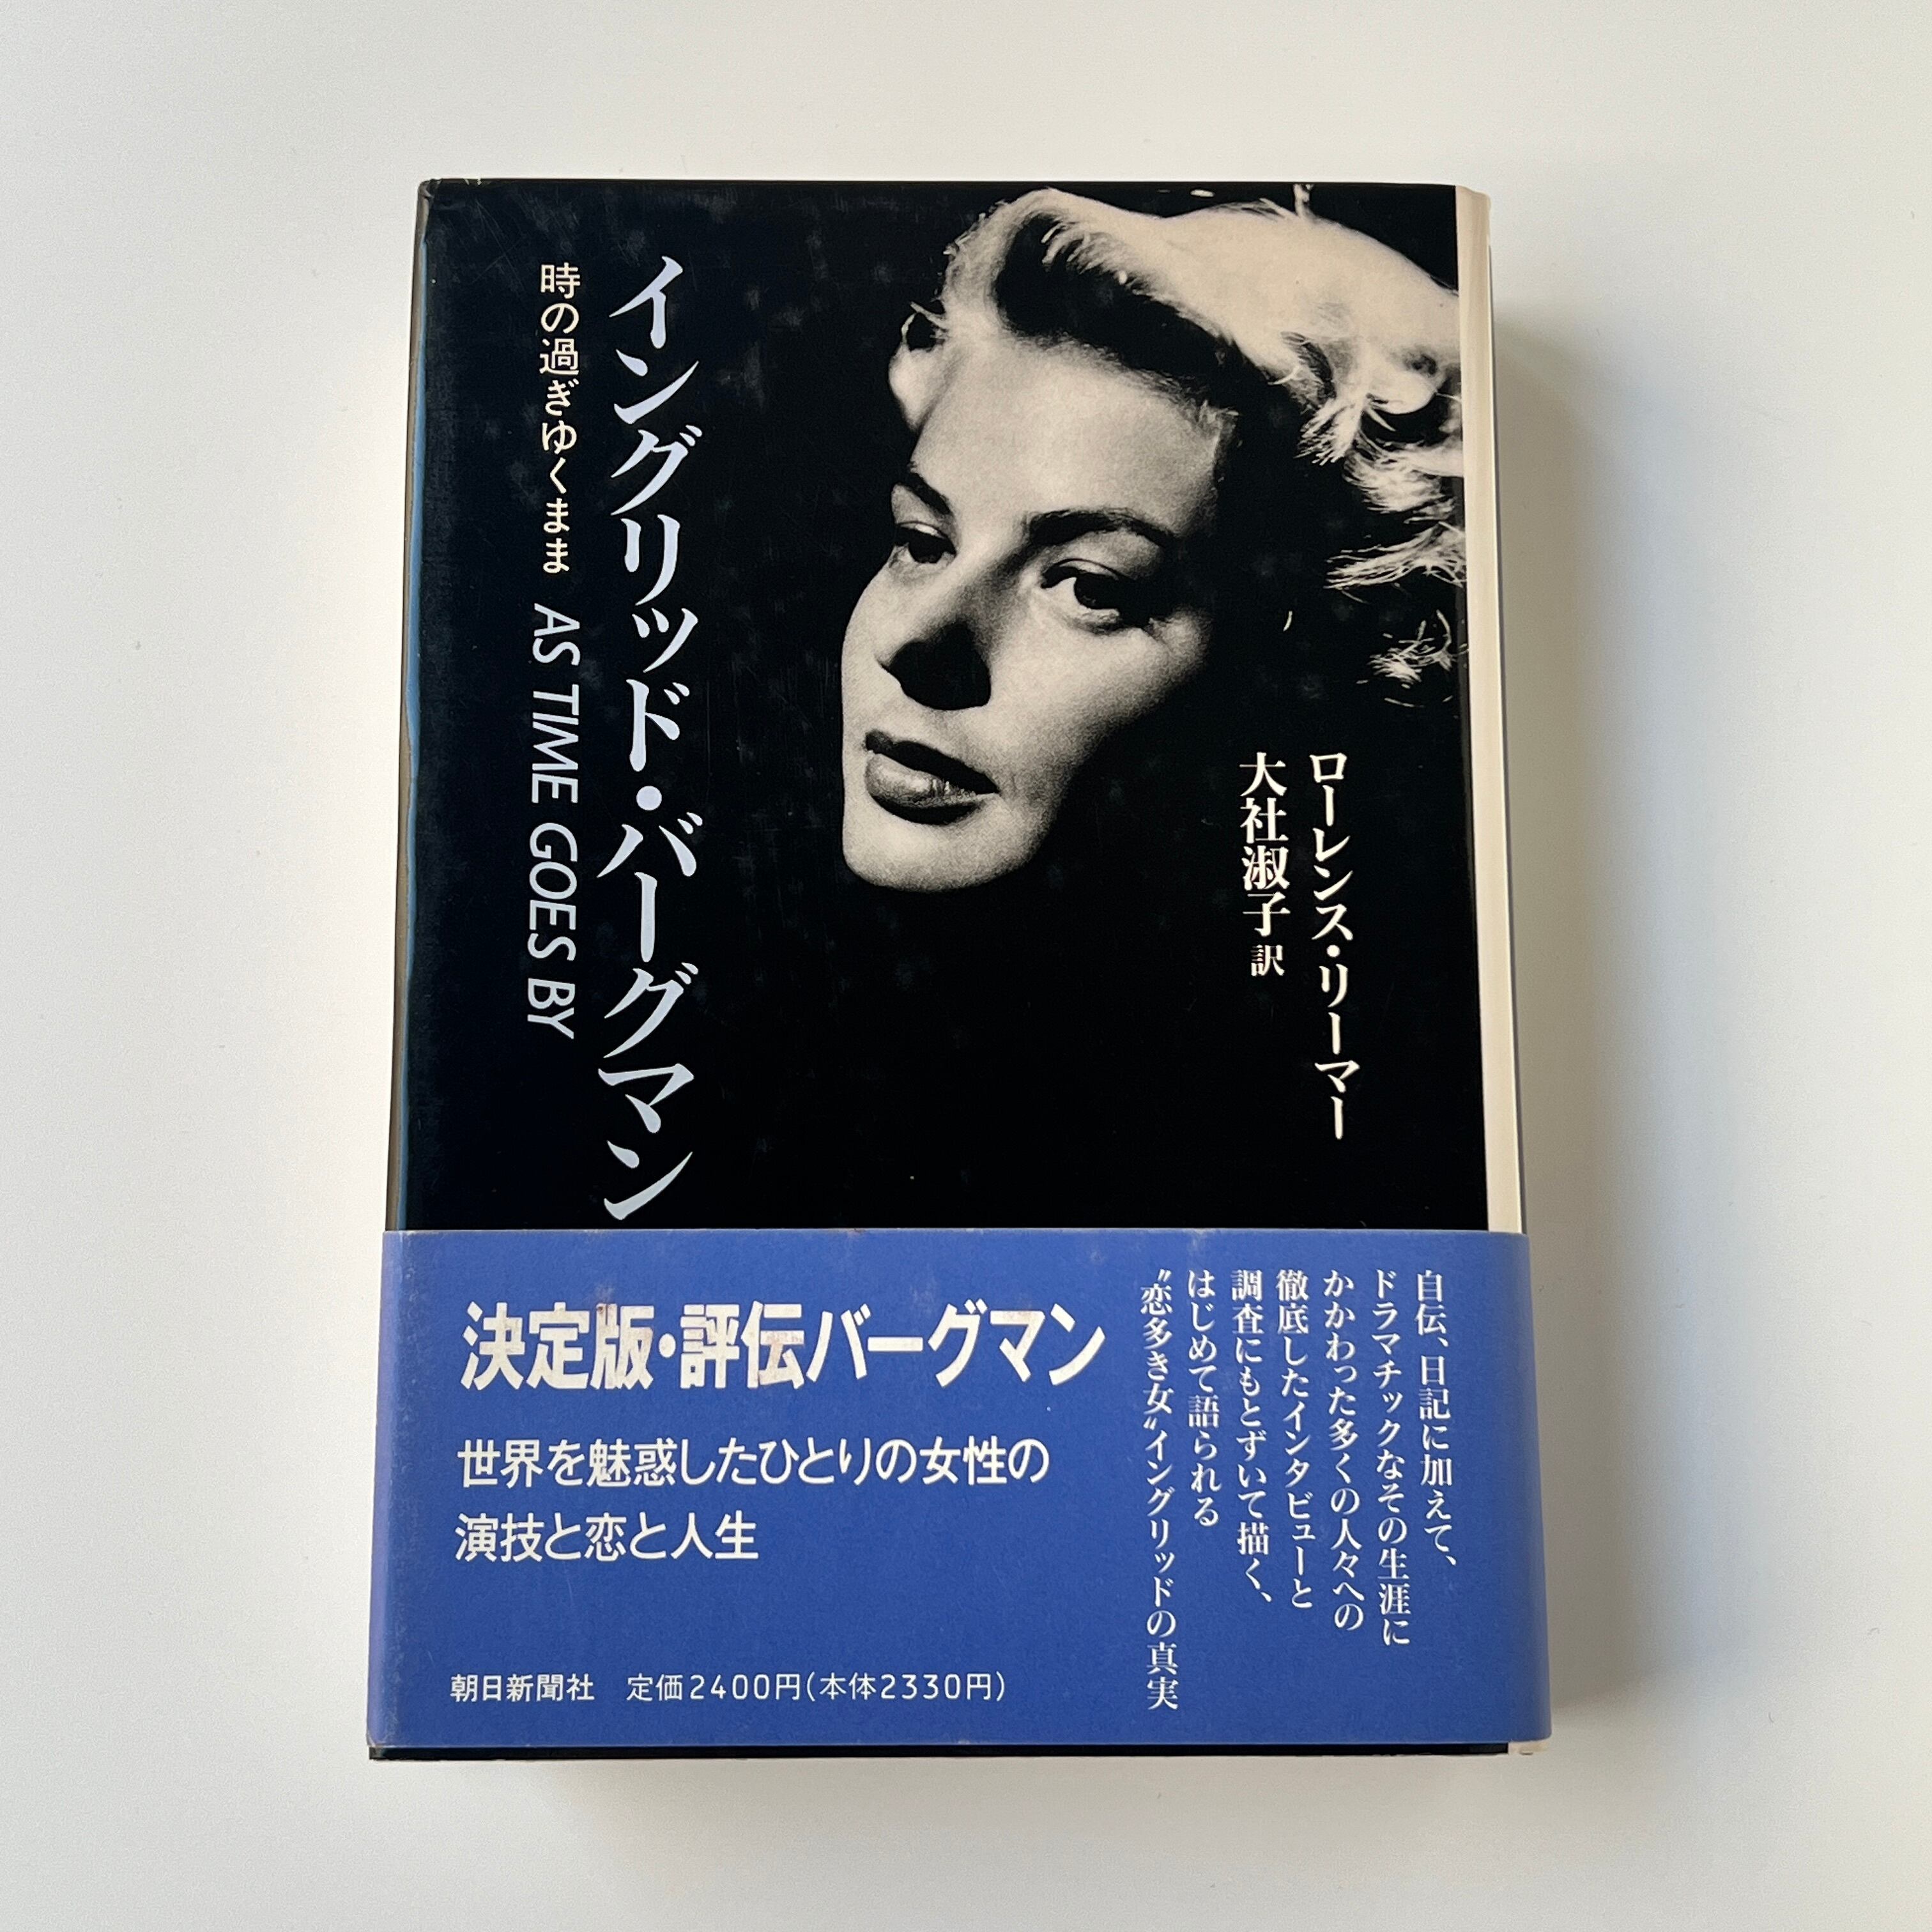 イングリッド・バーグマン
時の過ぎゆくまま AS TIME GOES BY
ローレンス・リーマー
大社淑子 訳
決定版・評伝バーグマン
世界を魅惑したひとりの女性の
演技と恋と人生
自伝、日記に加えて、
ドラマチックなその生涯に
かかわった多くの人々への
徹底したインタビューと
調査にもとずいて描く、
はじめて語られる
〝恋多き女〟イングリッドの真実
朝日新聞社 定価2400円(本体2330円)